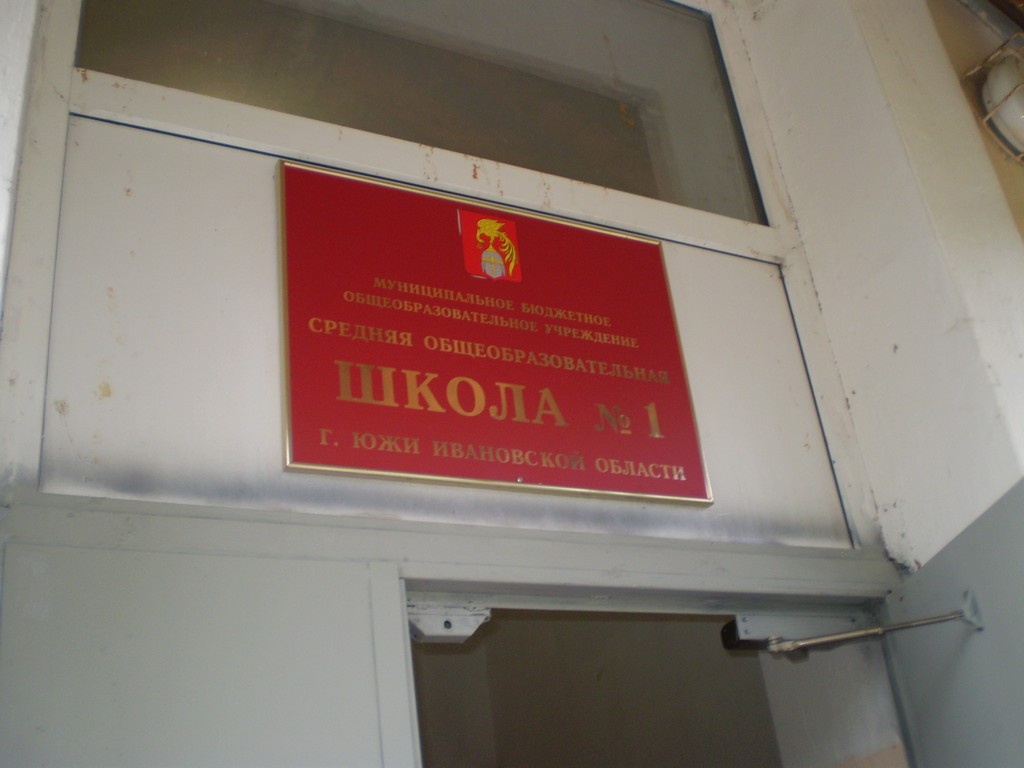 МУНИЦИПАЛЬНОЕ БЮДЖЕТНОЕ
ОБЩЕОБРАЗОВАТЕЛЬНОЕ УЧРЕЖДЕНИЕ
СРЕДНЯЯ ОБЩЕОБРАЗОВАТЕЛЬНАЯ
ШКОЛА № 1
Г. ЮЖИ ИВАНОВСКОЙ ОБЛАСТИ